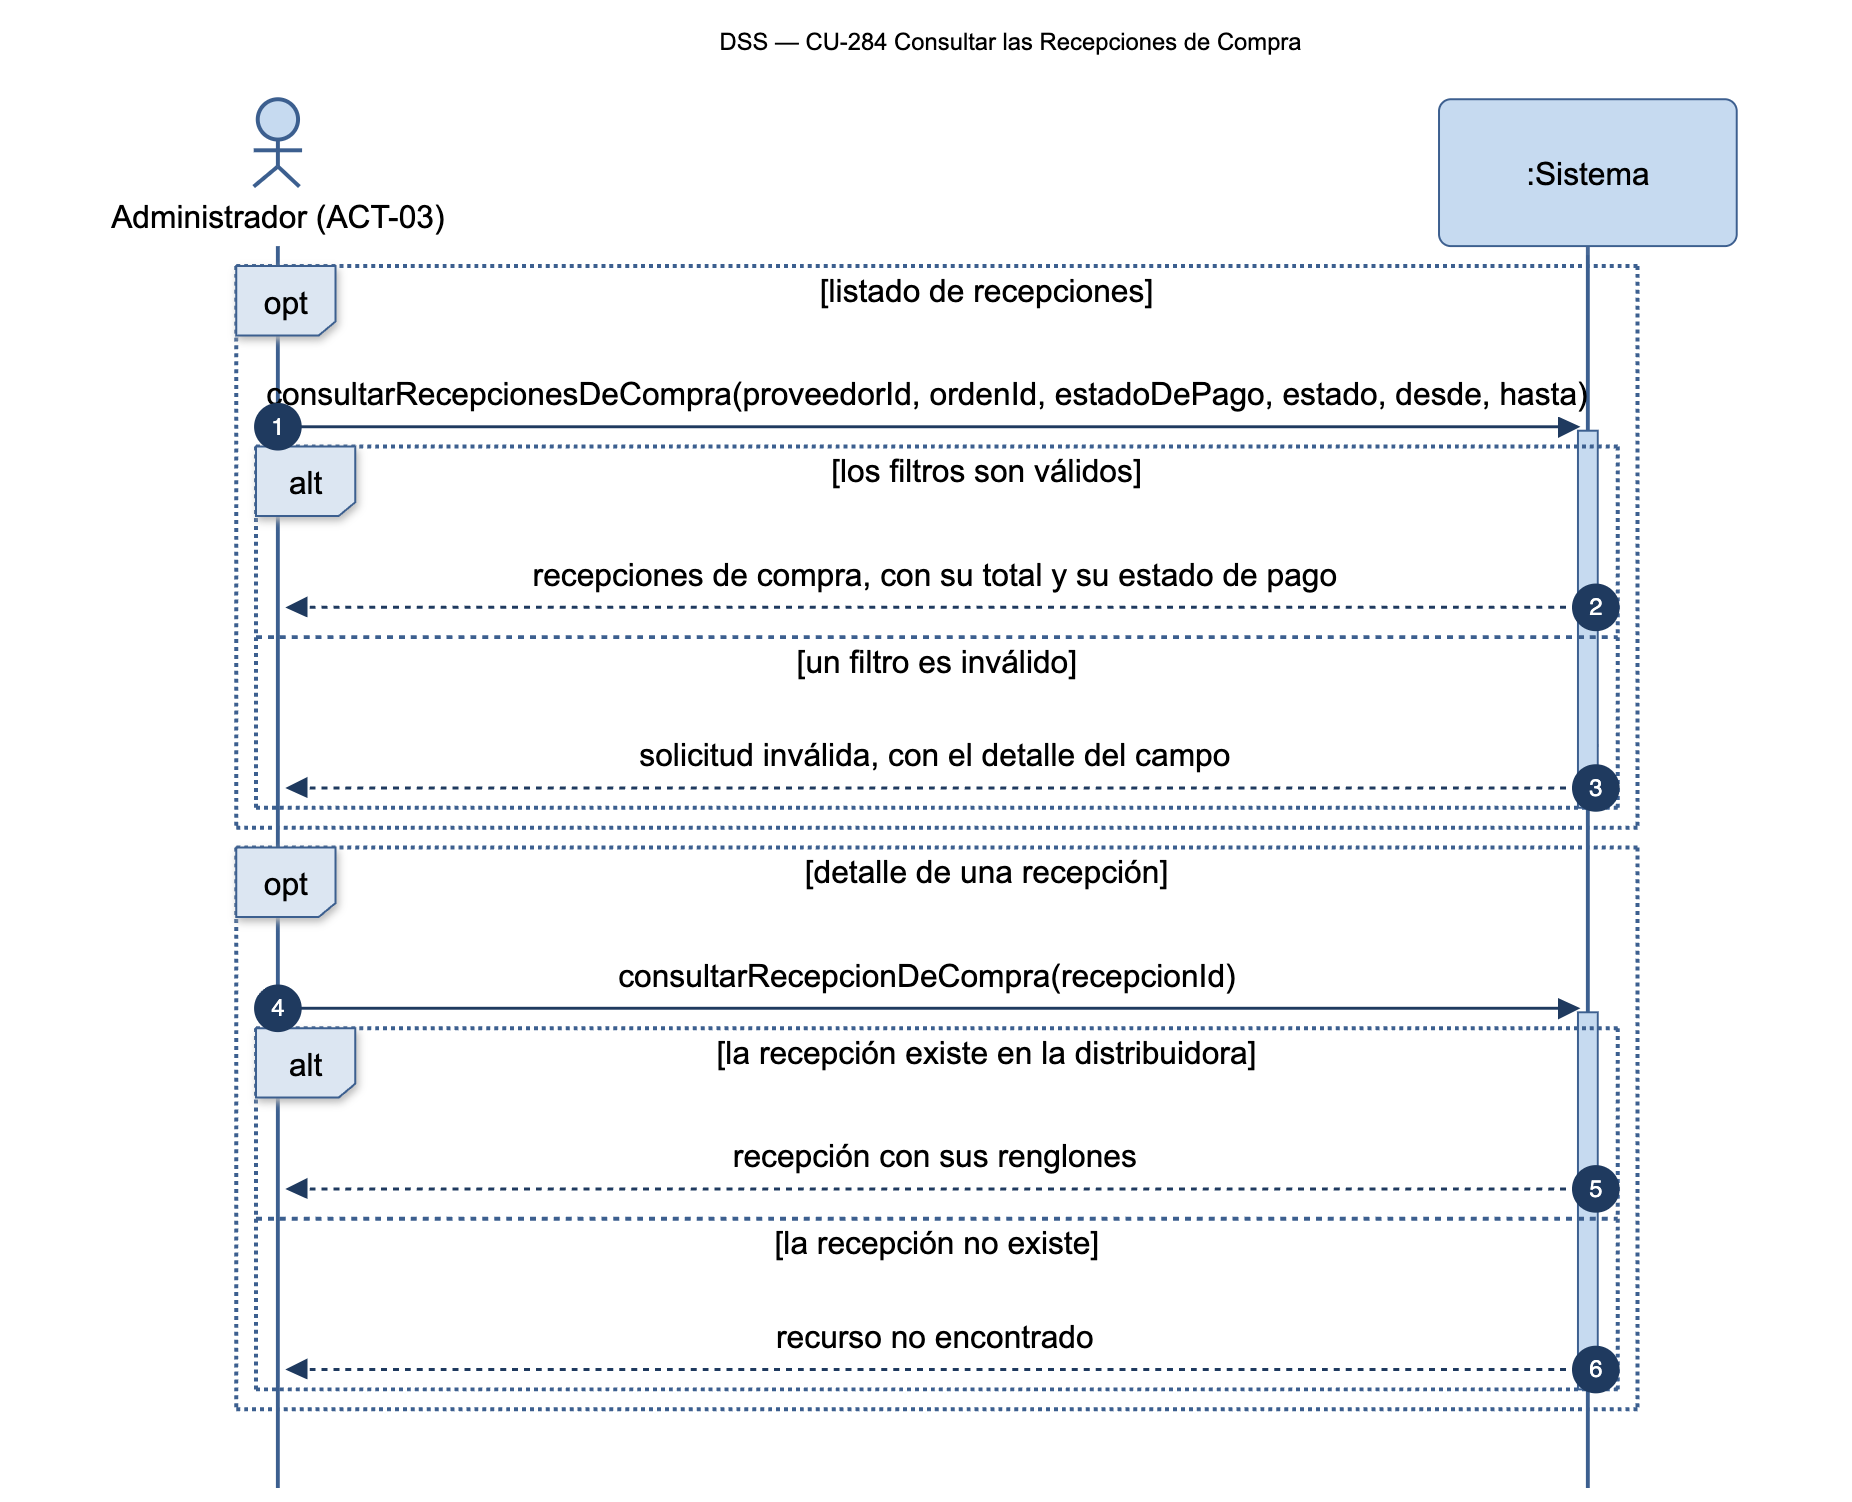 DSS — CU-284 Consultar las Recepciones de Compra
Administrador (ACT-03)
:Sistema
opt
[listado de recepciones]
consultarRecepcionesDeCompra(proveedorId, ordenId, estadoDePago, estado, desde, hasta)
1
alt
[los filtros son válidos]
recepciones de compra, con su total y su estado de pago
2
[un filtro es inválido]
solicitud inválida, con el detalle del campo
3
opt
[detalle de una recepción]
consultarRecepcionDeCompra(recepcionId)
4
alt
[la recepción existe en la distribuidora]
recepción con sus renglones
5
[la recepción no existe]
recurso no encontrado
6